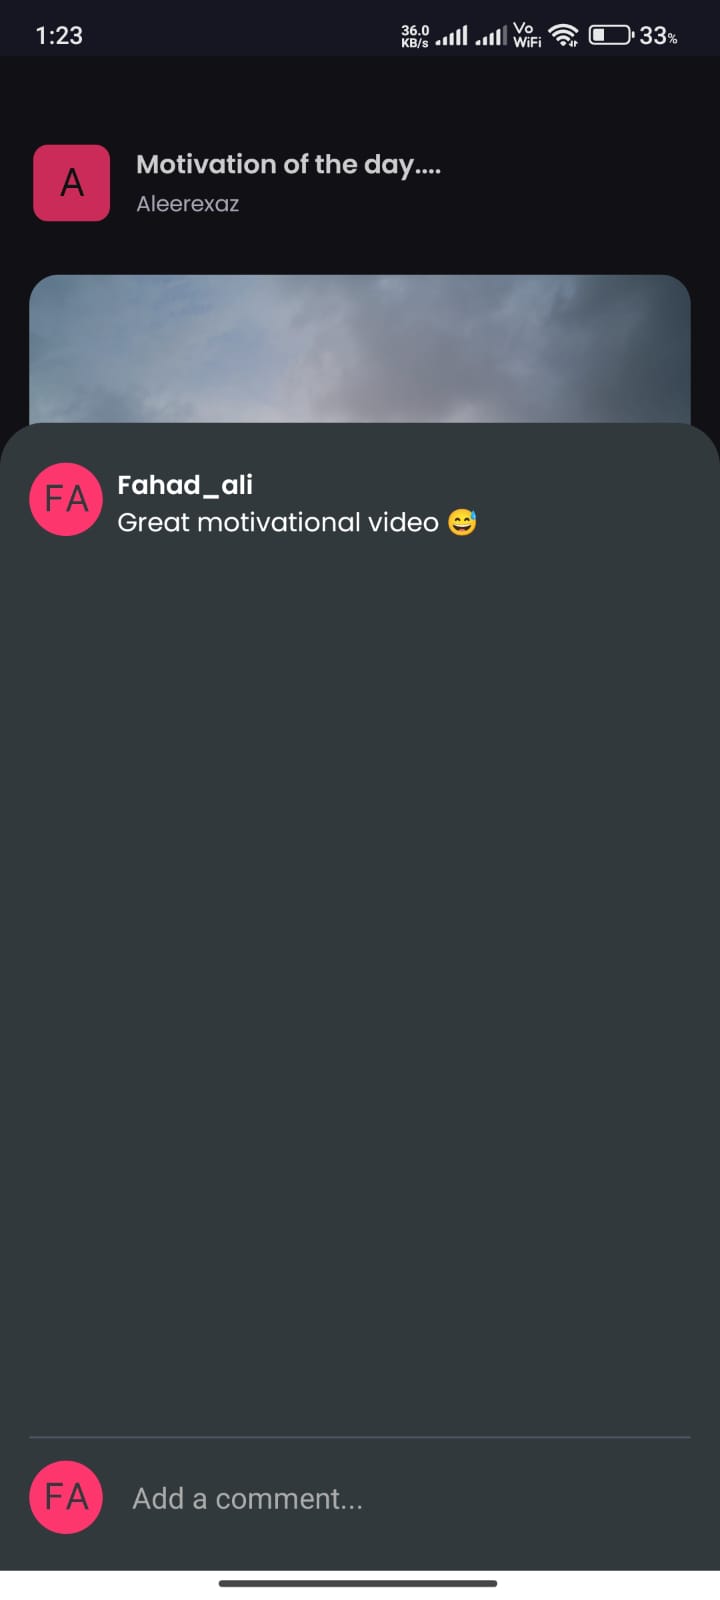 1:23
36.0
KB/s
Vo
WiFi
33%
A
Motivation of the day....
Aleerexaz
FA
Fahad_ali
Great motivational video 😅
FA
Add a comment...